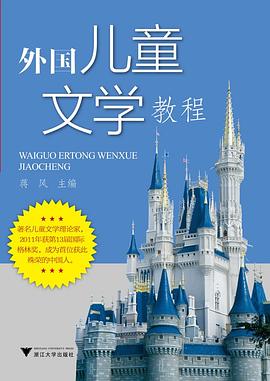 外国儿童
文学教程
WAIGUO ERTONG WENXUE
JIAOCHENG
蒋 风 主编
★★★
著名儿童文学理论家，
2011年获第13届国际
格林奖，成为首位获此
殊荣的中国人。
★★★
浙江大学出版社